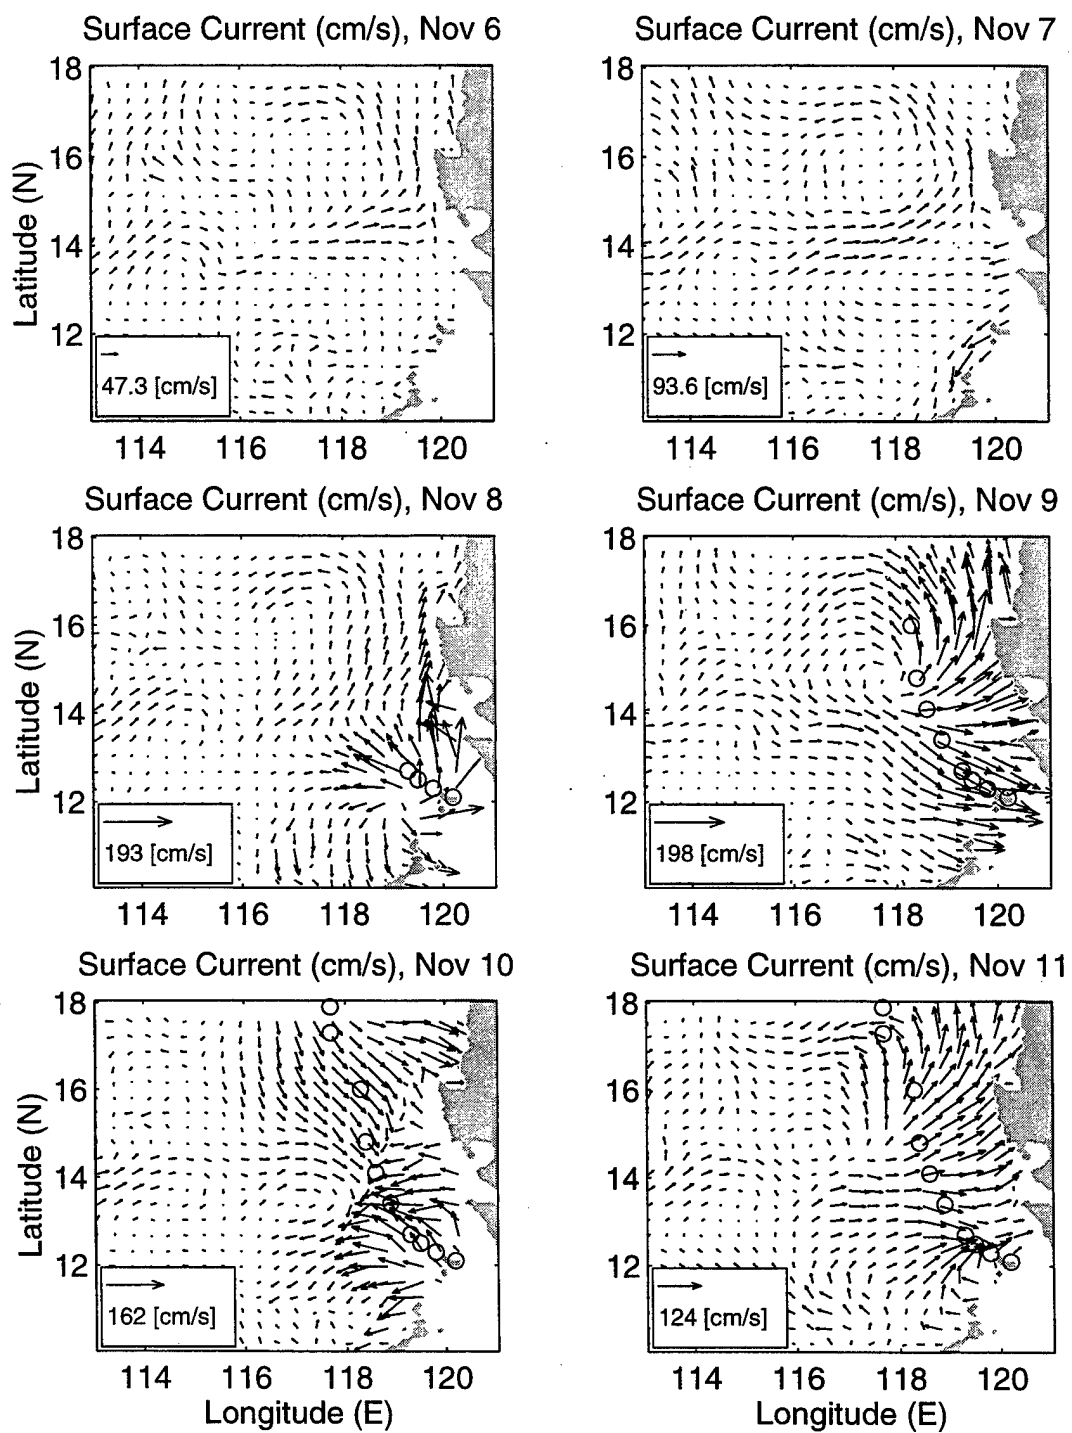 Surface Current (cm/s), Nov 6
Surface Current (cm/s), Nov 7
18
16
14
12
Latitude (N)
47.3 [cm/s]
114 116 118 120
18
16
14
12
93.6 [cm/s]
114 116 118 120
Surface Current (cm/s), Nov 8
Surface Current (cm/s), Nov 9
18
16
14
12
Latitude (N)
193 [cm/s]
114 116 118 120
18
16
14
12
198 [cm/s]
114 116 118 120
Surface Current (cm/s), Nov 10
Surface Current (cm/s), Nov 11
18
16
14
12
Latitude (N)
162 [cm/s]
114 116 118 120
Longitude (E)
18
16
14
12
124 [cm/s]
114 116 118 120
Longitude (E)